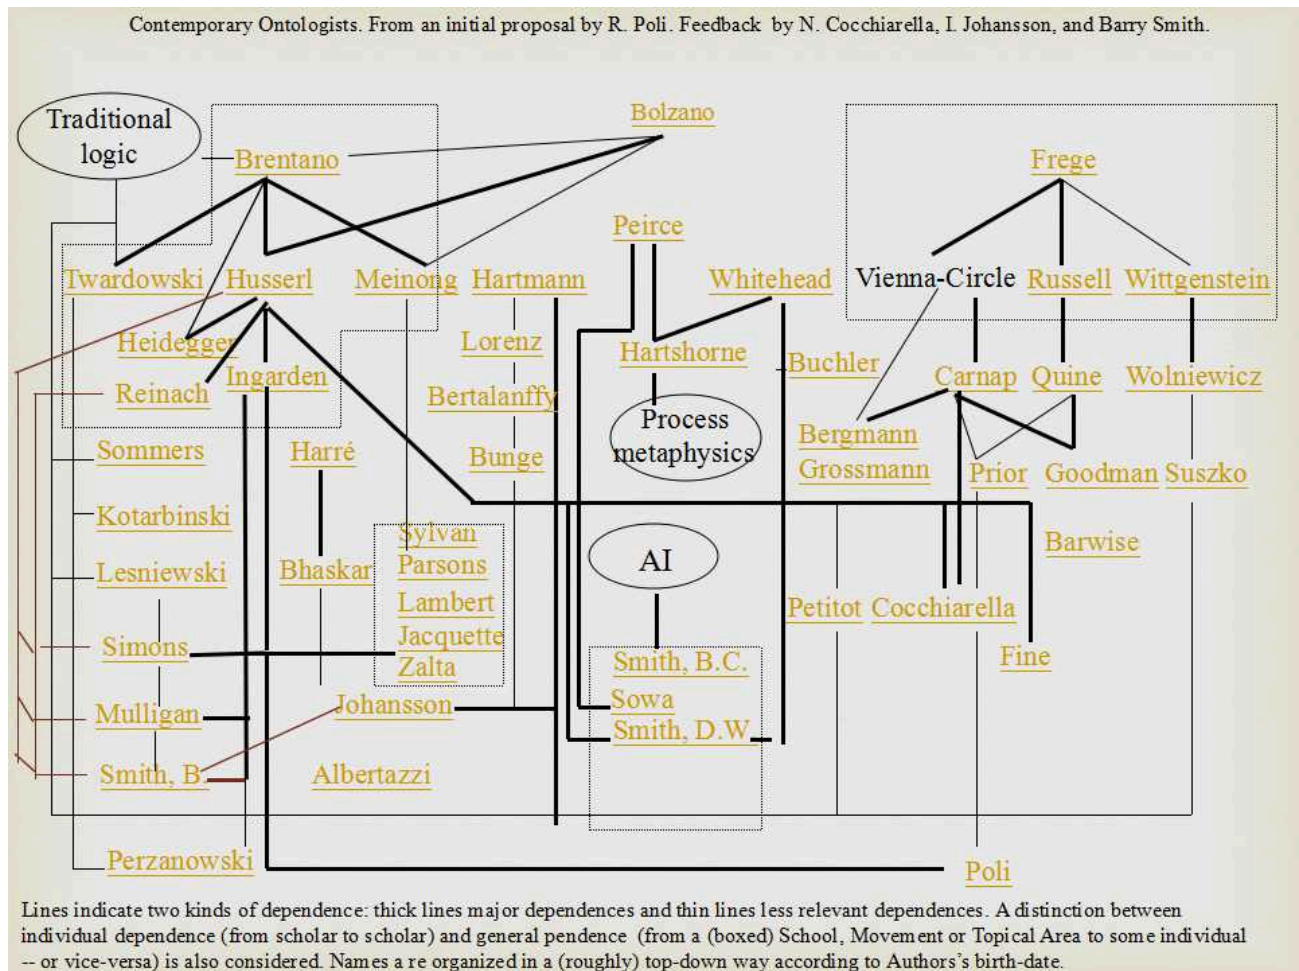 Contemporary Ontologists. From an initial proposal by R. Poli. Feedback by N. Cocchiarella, I. Johansson, and Barry Smith.
Traditional
logic
Bolzano
Brentano
Frege
Peirce
Twardowski
Husserl
Meinong
Hartmann
Whitehead
Vienna-Circle
Russell
Wittgenstein
Heidegger
Lorenz
Hartshorne
Buchler
Reinach
Ingarden
Bertalanffy
Carnap
Quine
Wolniewicz
Process
metaphysics
Bergmann
Grossmann
Sommers
Harré
Bunge
Prior
Goodman
Suszko
Kotarbinski
Sylvan
Parsons
Lambert
Jacquette
Zalta
AI
Barwise
Lesniewski
Bhaskar
Petitot
Cocchiarella
Simons
Fine
Smith, B.C.
Sowa
Smith, D.W.
Mulligan
Johansson
Smith, B.
Albertazzi
Perzanowski
Poli
Lines indicate two kinds of dependence: thick lines major dependences and thin lines less relevant dependences. A distinction between
individual dependence (from scholar to scholar) and general pendence (from a (boxed) School, Movement or Topical Area to some individual
-- or vice-versa) is also considered. Names a re organized in a (roughly) top-down way according to Authors's birth-date.